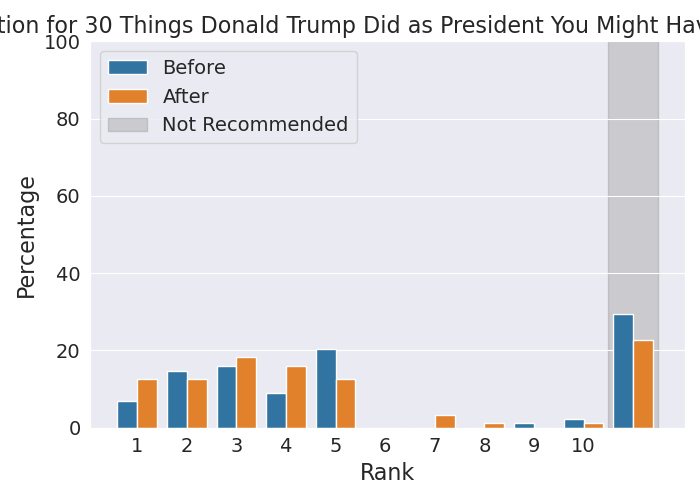 tion for 30 Things Donald Trump Did as President You Might Hav
100
80
60
40
20
0
Percentage
Before
After
Not Recommended
1 2 3 4 5 6 7 8 9 10
Rank